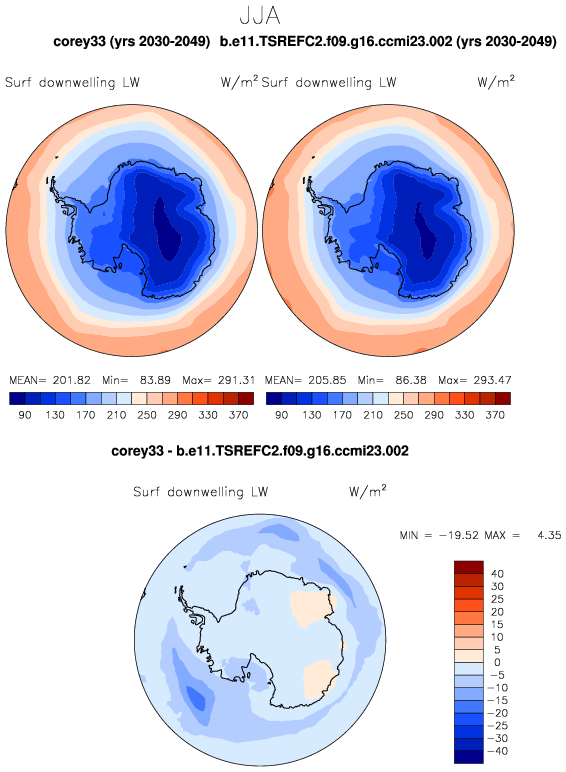 JJA
corey33 (yrs 2030-2049) b.e11.TSREFC2.f09.g16.ccmi23.002 (yrs 2030-2049)
Surf downwelling LW W/m² Surf downwelling LW W/m²
MEAN= 201.82 Min= 83.89 Max= 291.31 MEAN= 205.85 Min= 86.38 Max= 293.47
90 130 170 210 250 290 330 370 90 130 170 210 250 290 330 370
corey33 - b.e11.TSREFC2.f09.g16.ccmi23.002
Surf downwelling LW W/m²
MIN = -19.52 MAX = 4.35
40
30
25
20
15
10
5
0
-5
-10
-15
-20
-25
-30
-40